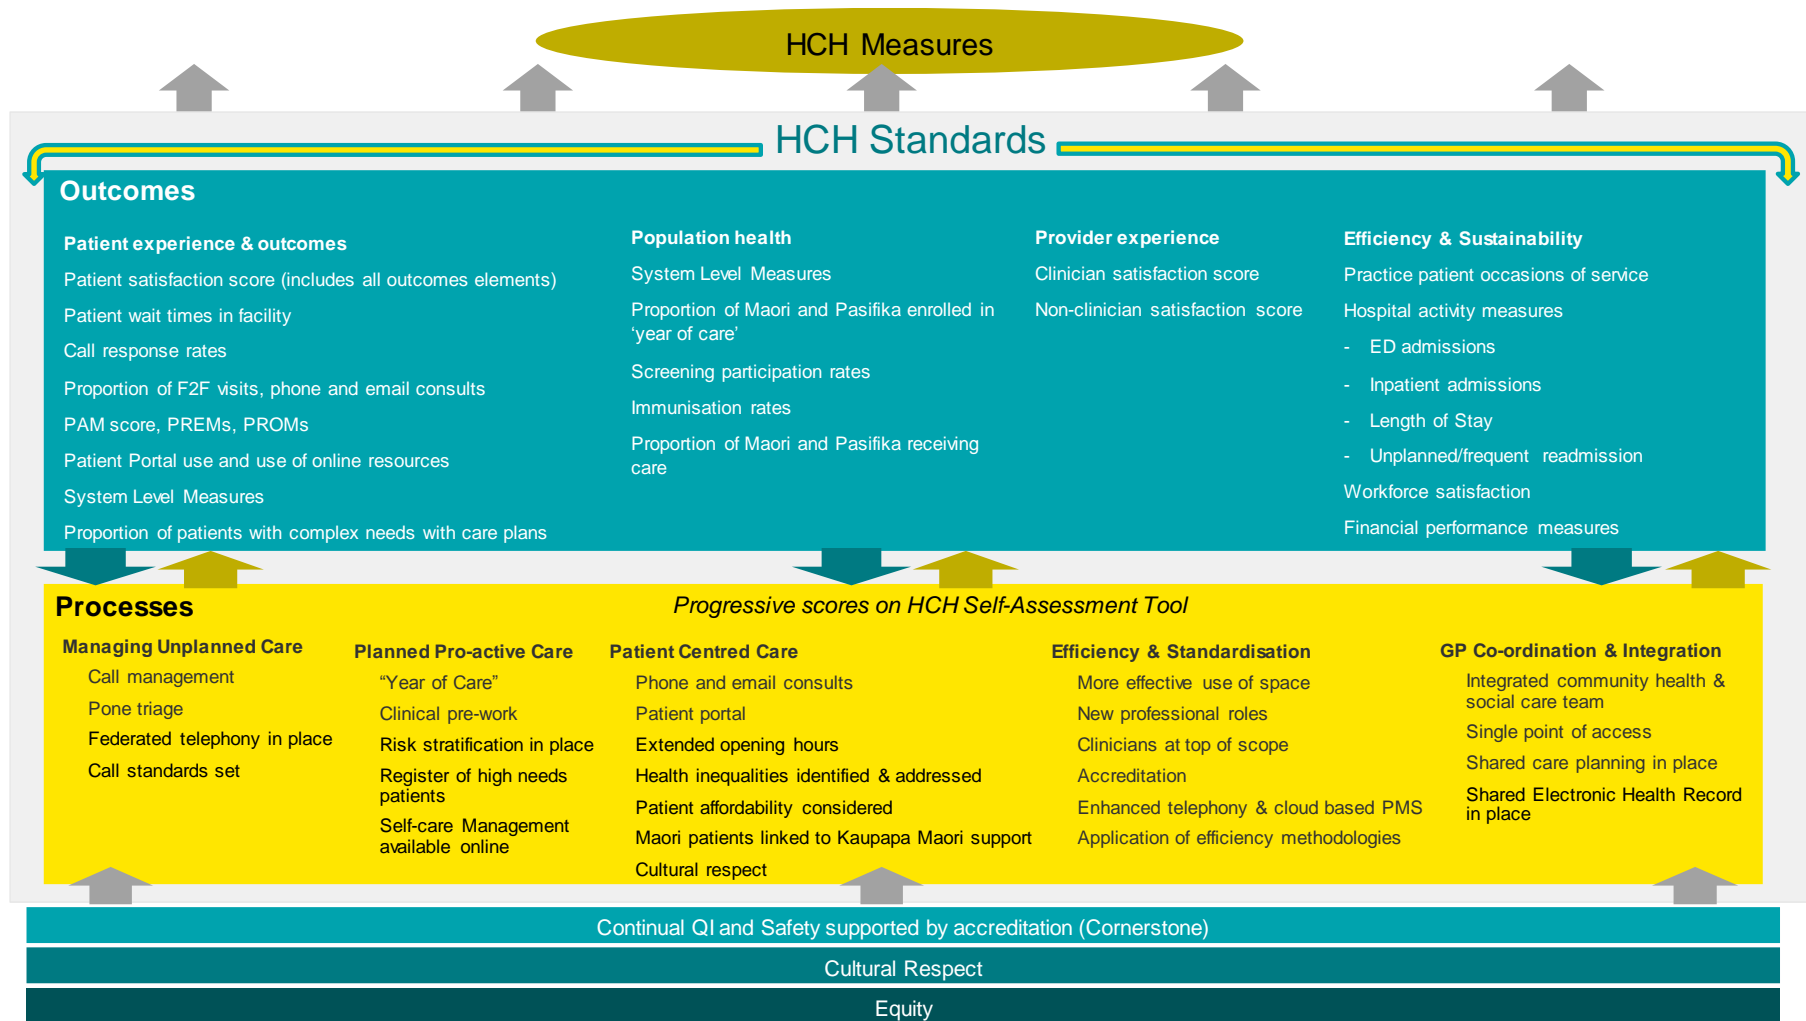 HCH Measures
HCH Standards
Outcomes
Patient experience & outcomes
Patient satisfaction score (includes all outcomes elements)
Patient wait times in facility
Call response rates
Proportion of F2F visits, phone and email consults
PAM score, PREMs, PROMs
Patient Portal use and use of online resources
System Level Measures
Proportion of patients with complex needs with care plans
Population health
System Level Measures
Proportion of Maori and Pasifika enrolled in
‘year of care’
Screening participation rates
Immunisation rates
Proportion of Maori and Pasifika receiving
care
Provider experience
Clinician satisfaction score
Non-clinician satisfaction score
Efficiency & Sustainability
Practice patient occasions of service
Hospital activity measures
- ED admissions
- Inpatient admissions
- Length of Stay
- Unplanned/frequent readmission
Workforce satisfaction
Financial performance measures
Processes
Progressive scores on HCH Self-Assessment Tool
Managing Unplanned Care
Call management
Pone triage
Federated telephony in place
Call standards set
Planned Pro-active Care
“Year of Care”
Clinical pre-work
Risk stratification in place
Register of high needs
patients
Self-care Management
available online
Patient Centred Care
Phone and email consults
Patient portal
Extended opening hours
Health inequalities identified & addressed
Patient affordability considered
Maori patients linked to Kaupapa Maori support
Cultural respect
Efficiency & Standardisation
More effective use of space
New professional roles
Clinicians at top of scope
Accreditation
Enhanced telephony & cloud based PMS
Application of efficiency methodologies
GP Co-ordination & Integration
Integrated community health &
social care team
Single point of access
Shared care planning in place
Shared Electronic Health Record
in place
Continual QI and Safety supported by accreditation (Cornerstone)
Cultural Respect
Equity